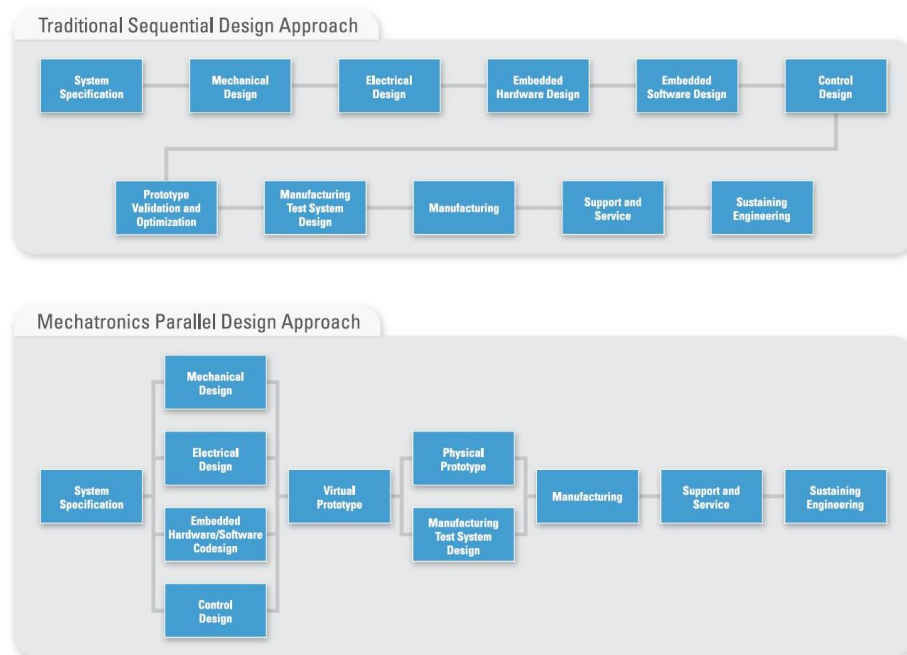 Traditional Sequential Design Approach
System
Specification
Mechanical
Design
Electrical
Design
Embedded
Hardware Design
Embedded
Software Design
Control
Design
Prototype
Validation and
Optimization
Manufacturing
Test System
Design
Manufacturing
Support and
Service
Sustaining
Engineering
Mechatronics Parallel Design Approach
System
Specification
Mechanical
Design
Electrical
Design
Embedded
Hardware/Software
Codesign
Control
Design
Virtual
Prototype
Physical
Prototype
Manufacturing
Test System
Design
Manufacturing
Support and
Service
Sustaining
Engineering